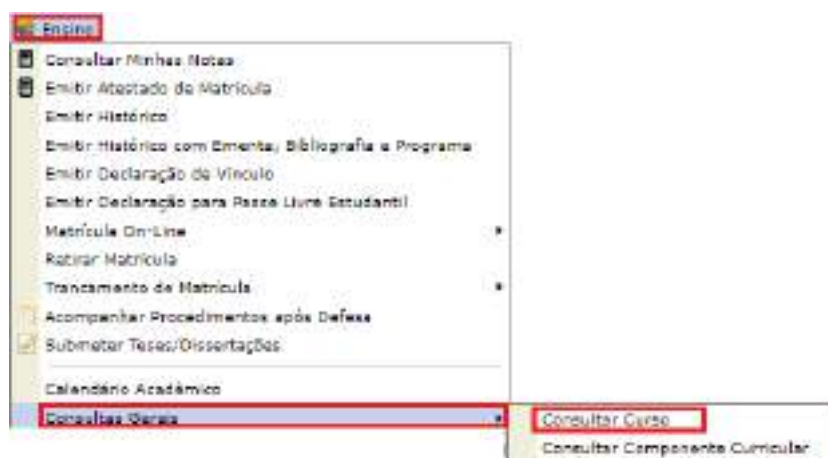 Ensino
Consultar Minhas Notas
Emitir Atestado de Matrícula
Emitir Histórico
Emitir Histórico com Ementa, Bibliografia e Programa
Emitir Declaração de Vínculo
Emitir Declaração para Passe Livre Estudantil
Matrícula On-Line
Retirar Matrícula
Trancamento de Matrícula
Acompanhar Procedimentos após Defesa
Submeter Teses/Dissertações
Calendário Acadêmico
Consultas Gerais
Consultar Curso
Consultar Componente Curricular